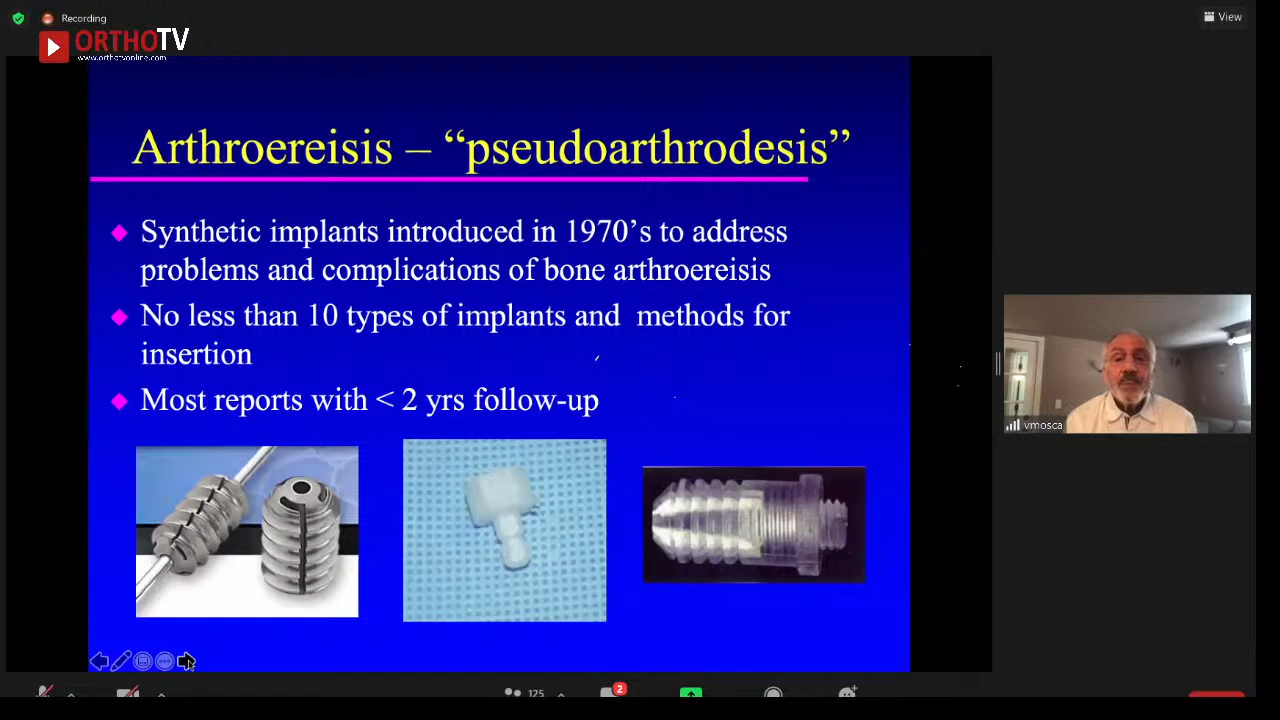 Recording
View
ORTHOTV
www.orthotvonline.com
Arthroereisis – “pseudoarthrodesis”
Synthetic implants introduced in 1970’s to address
problems and complications of bone arthroereisis
No less than 10 types of implants and methods for
insertion
Most reports with < 2 yrs follow-up
vmosca
125
2